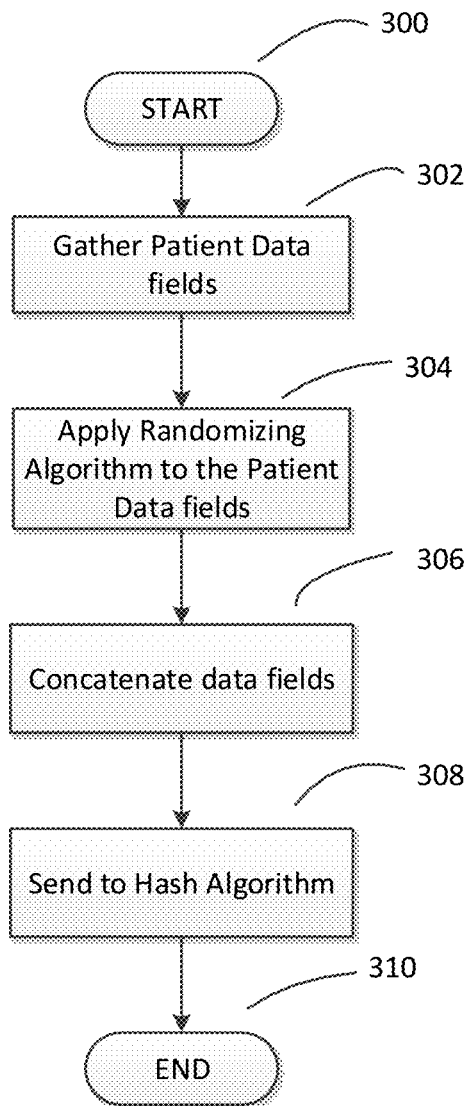 300
START
302
Gather Patient Data
fields
304
Apply Randomizing
Algorithm to the Patient
Data fields
306
Concatenate data fields
308
Send to Hash Algorithm
310
END